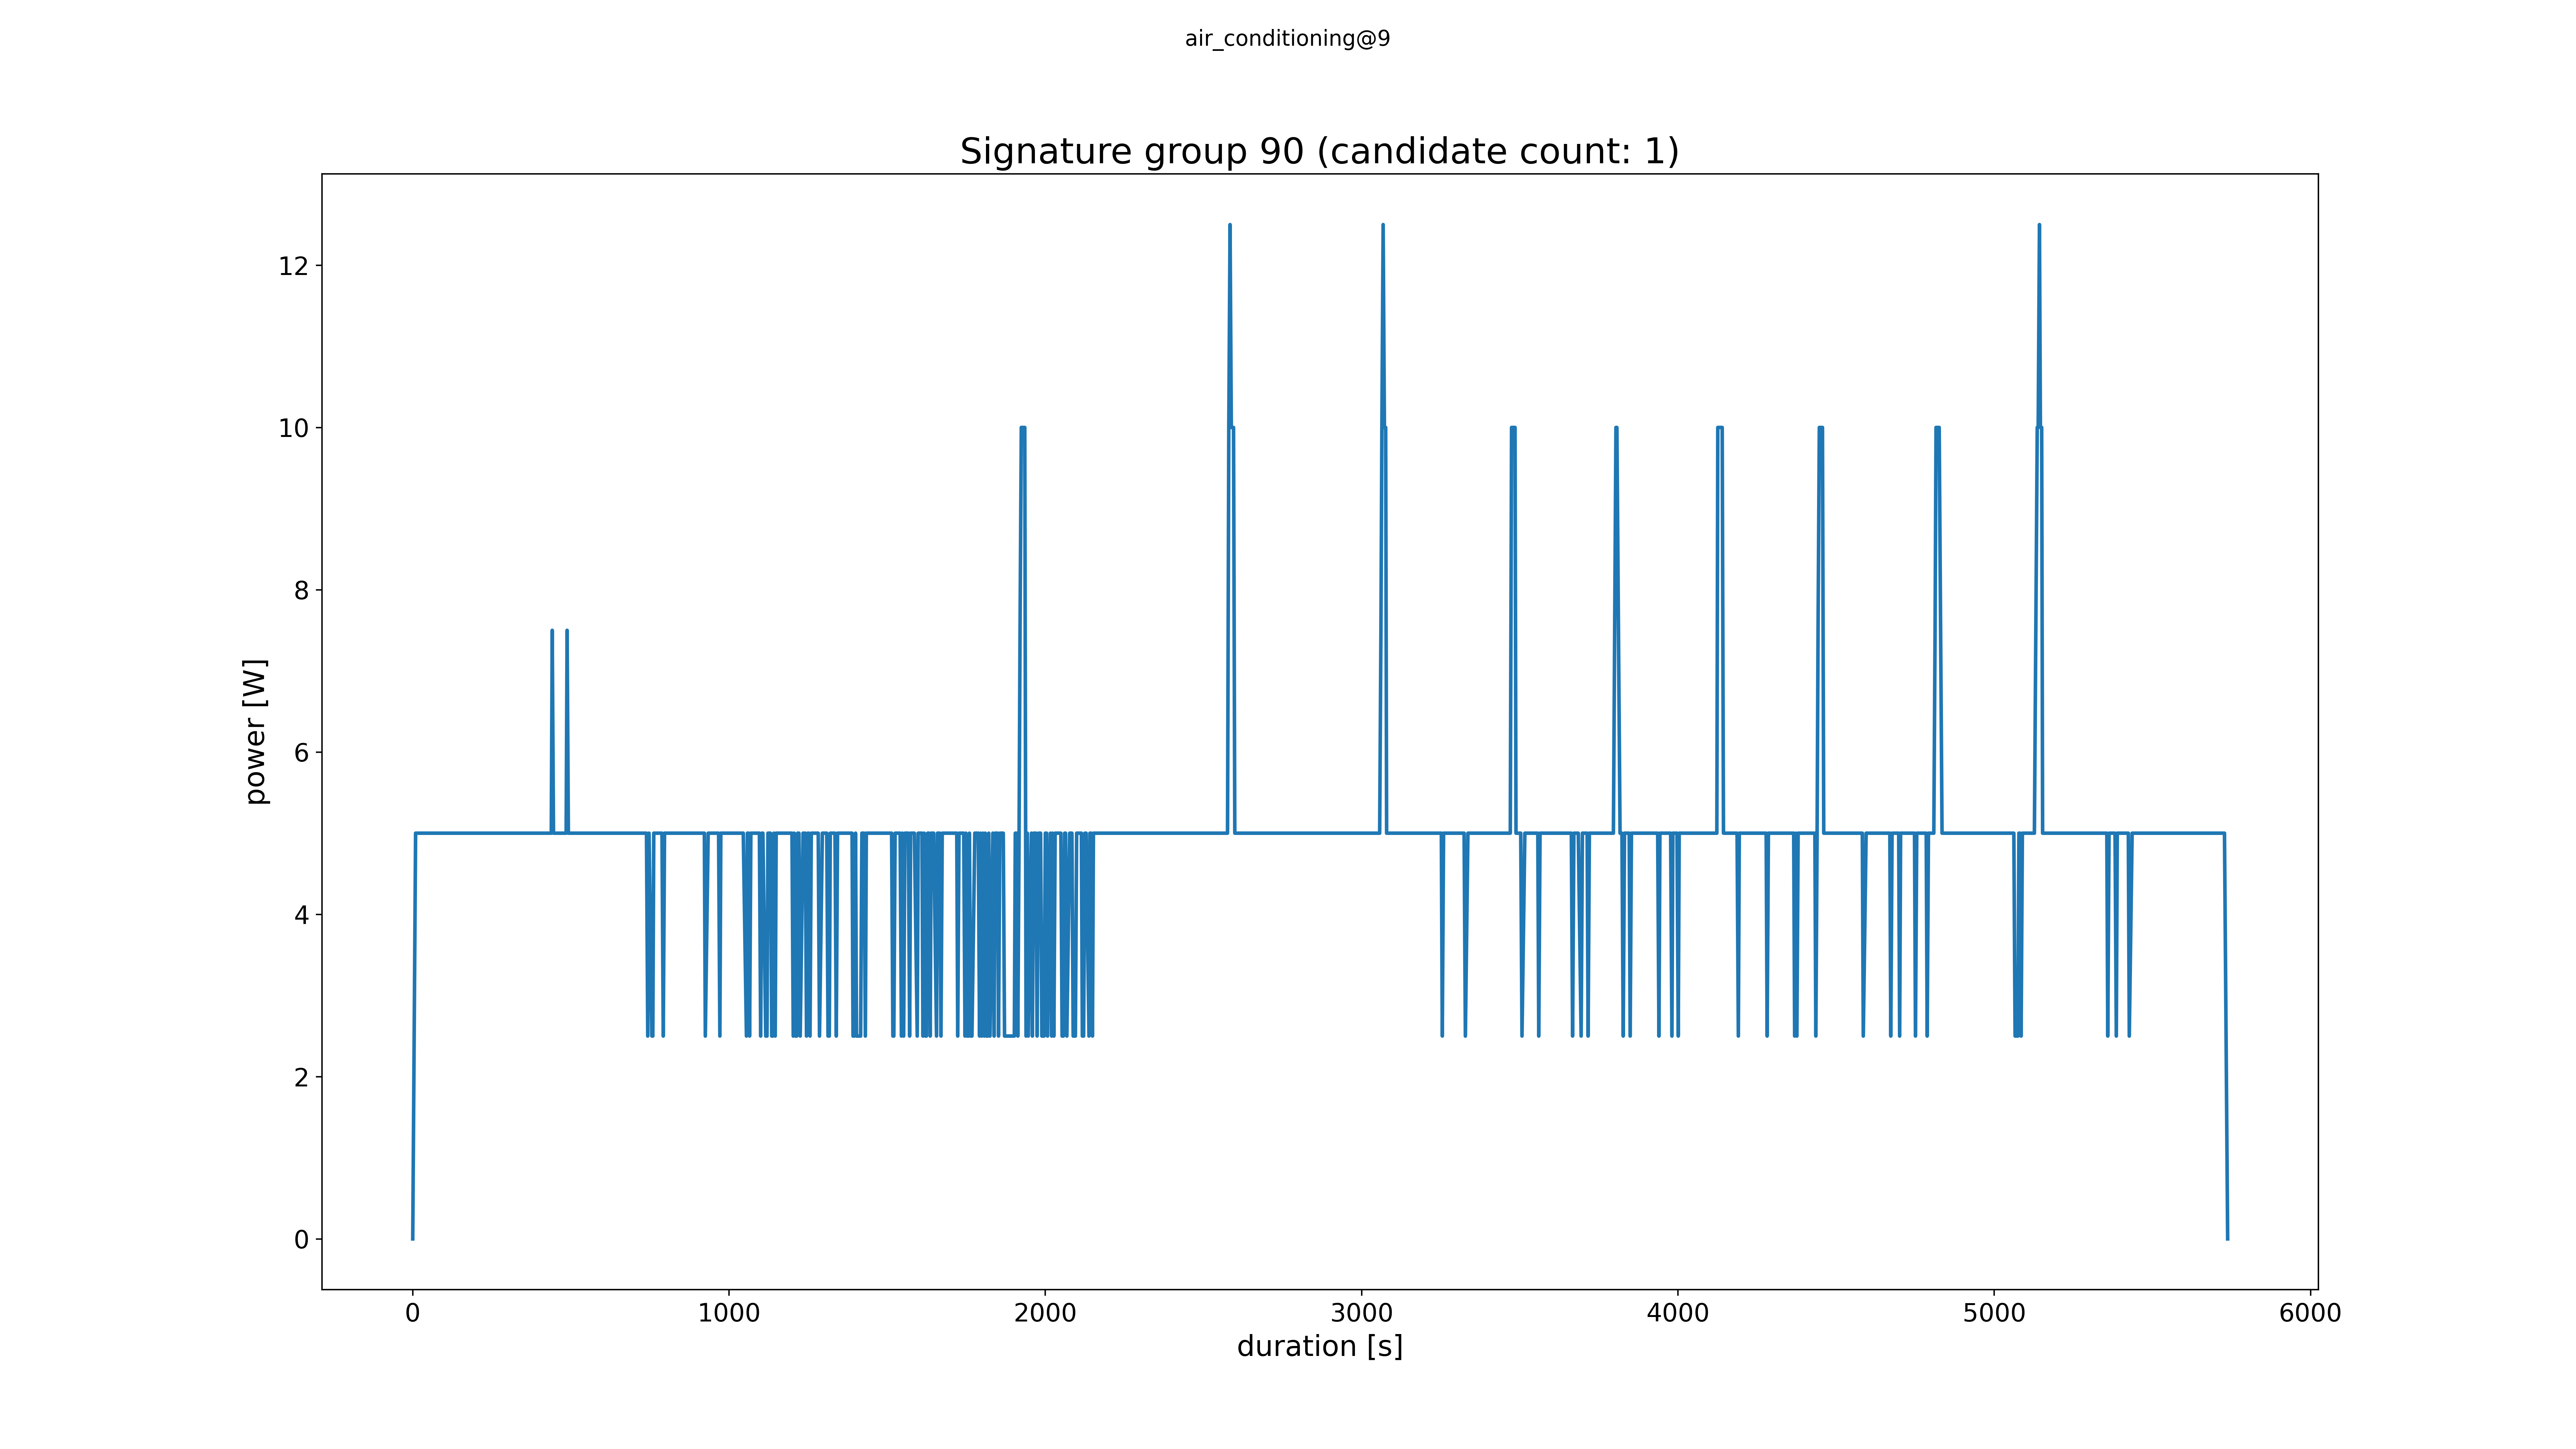 air_conditioning@9
Signature group 90 (candidate count: 1)
power [W]
12
10
8
6
4
2
0
0 1000 2000 3000 4000 5000 6000
duration [s]